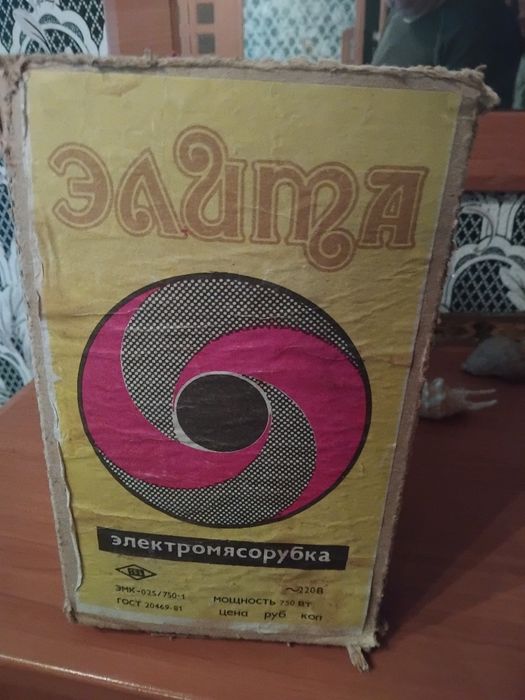 ЭЛИТА
электромясорубка
ЭМК-025/750-1
~220В
ГОСТ 20469-81
МОЩНОСТЬ 750 ВТ
цена руб коп